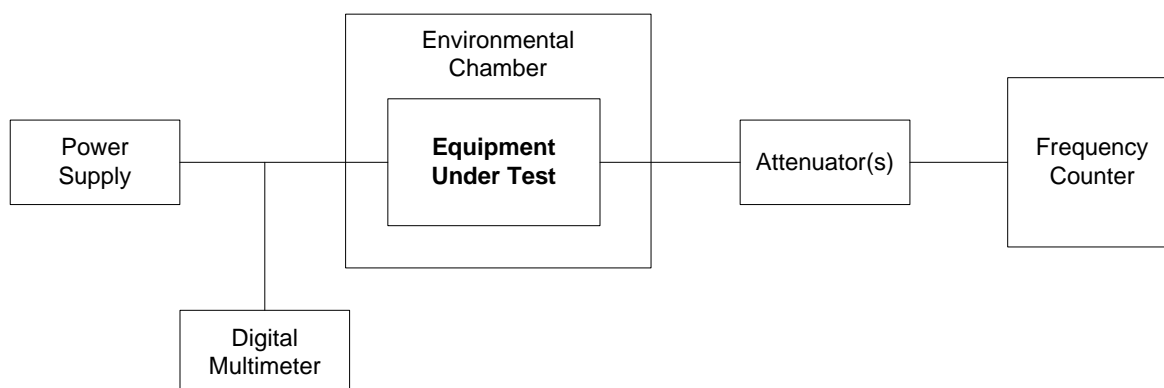 Environmental
Chamber
Power
Supply
Equipment
Under Test
Attenuator(s)
Frequency
Counter
Digital
Multimeter